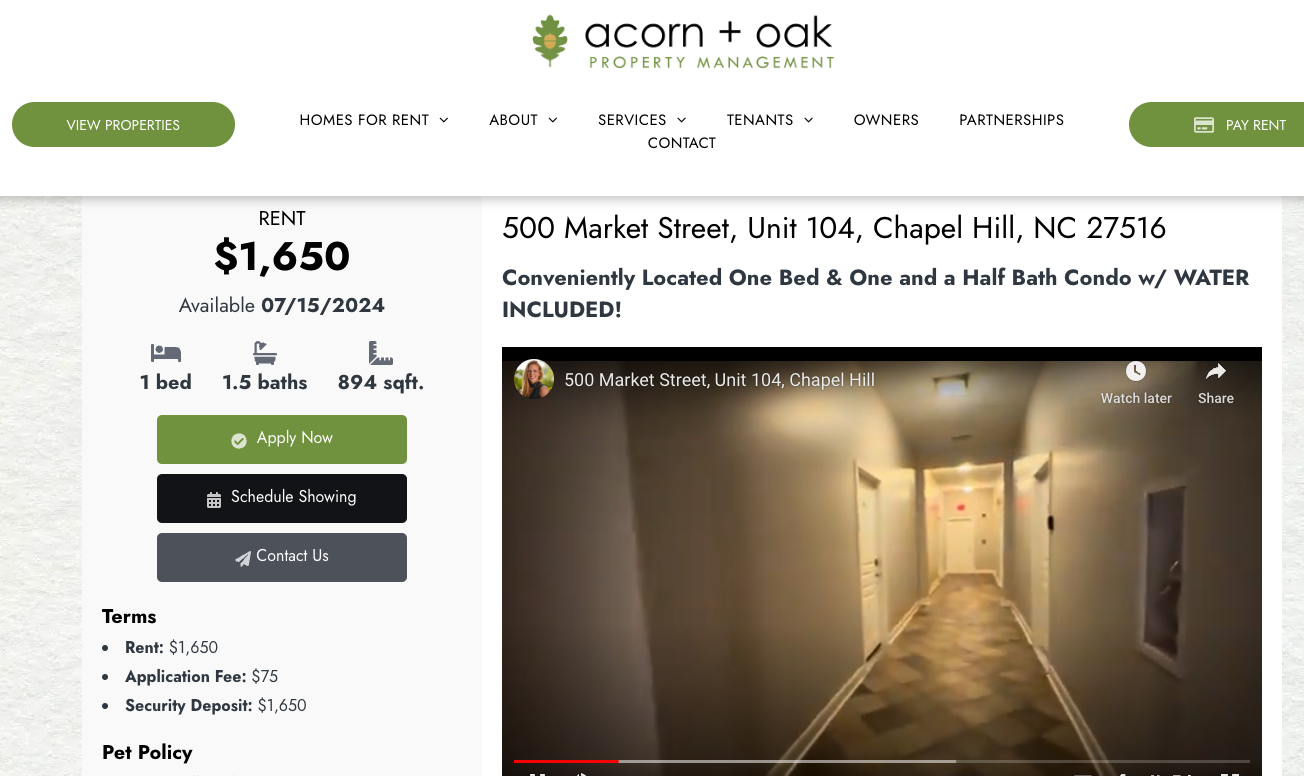 acorn + oak
PROPERTY MANAGEMENT
VIEW PROPERTIES
HOMES FOR RENT
ABOUT
SERVICES
TENANTS
OWNERS
PARTNERSHIPS
CONTACT
PAY RENT
RENT
$1,650
Available 07/15/2024
1 bed
1.5 baths
894 sqft.
Apply Now
Schedule Showing
Contact Us
Terms
Rent: $1,650
Application Fee: $75
Security Deposit: $1,650
Pet Policy
500 Market Street, Unit 104, Chapel Hill, NC 27516
Conveniently Located One Bed & One and a Half Bath Condo w/ WATER
INCLUDED!
500 Market Street, Unit 104, Chapel Hill
Watch later
Share